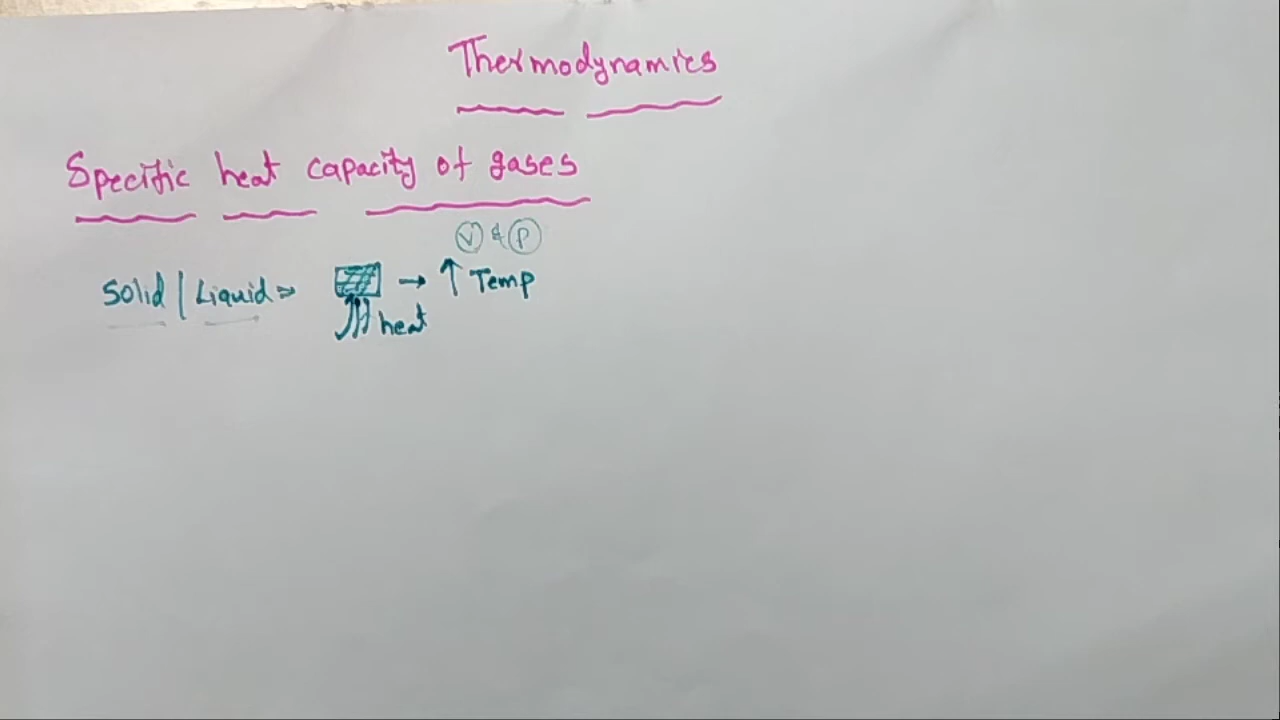 Thermodynamics
Specific heat capacity of gases
V & P
Solid | Liquid ⇒ → ↑ Temp
heat